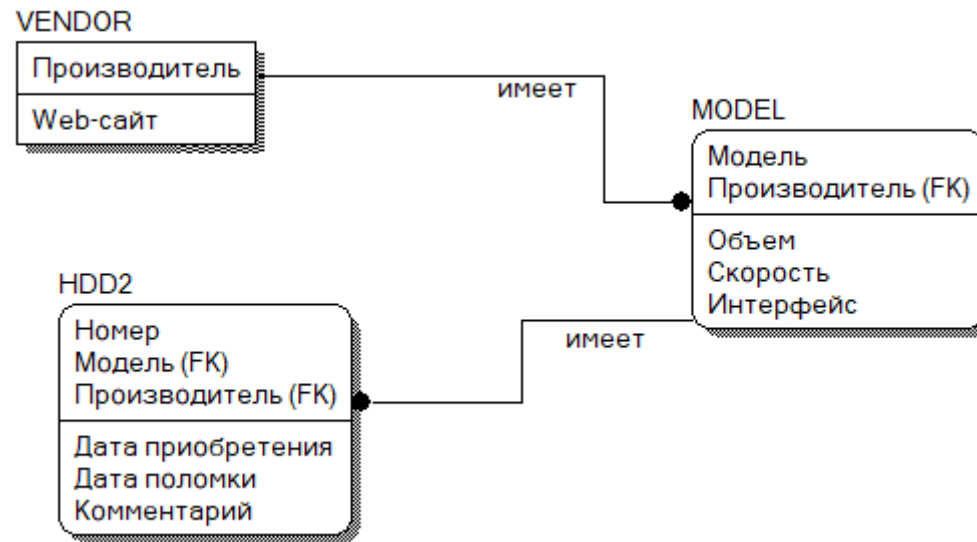 VENDOR
Производитель
Web-сайт
имеет
MODEL
Модель
Производитель (FK)
Объем
Скорость
Интерфейс
имеет
HDD2
Номер
Модель (FK)
Производитель (FK)
Дата приобретения
Дата поломки
Комментарий